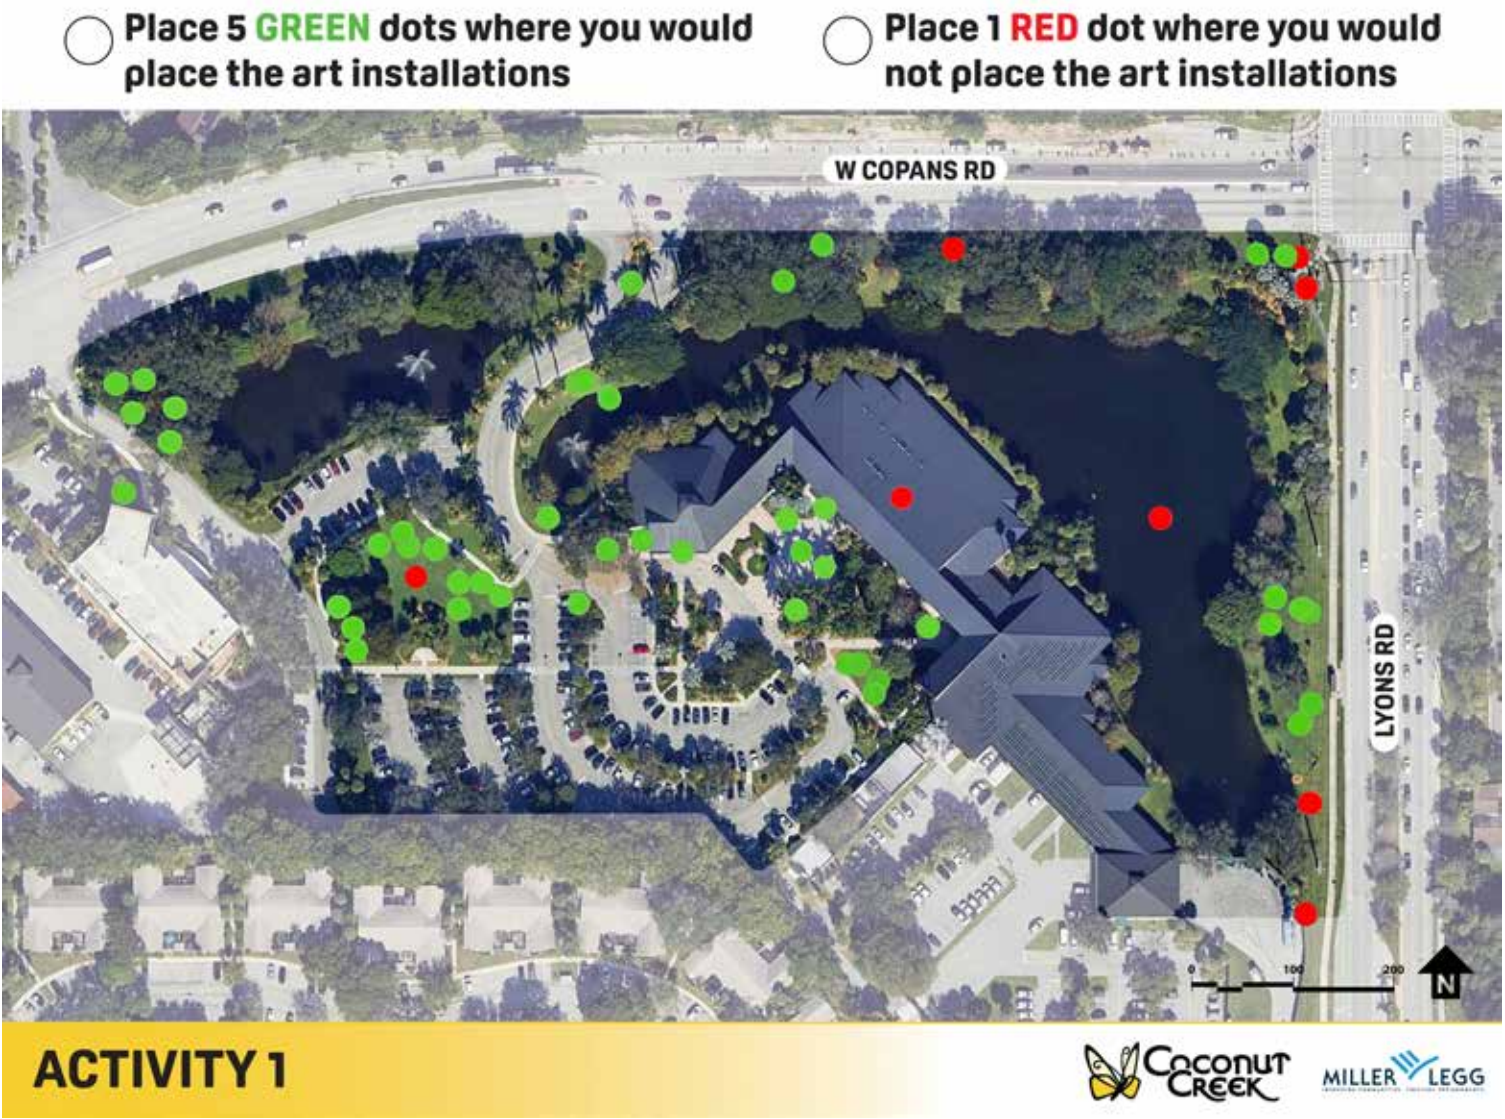 Place 5 GREEN dots where you would
place the art installations
Place 1 RED dot where you would
not place the art installations
W COPANS RD
LYONS RD
0 100 200
N
ACTIVITY 1
COCONUT
CREEK
MILLER LEGG